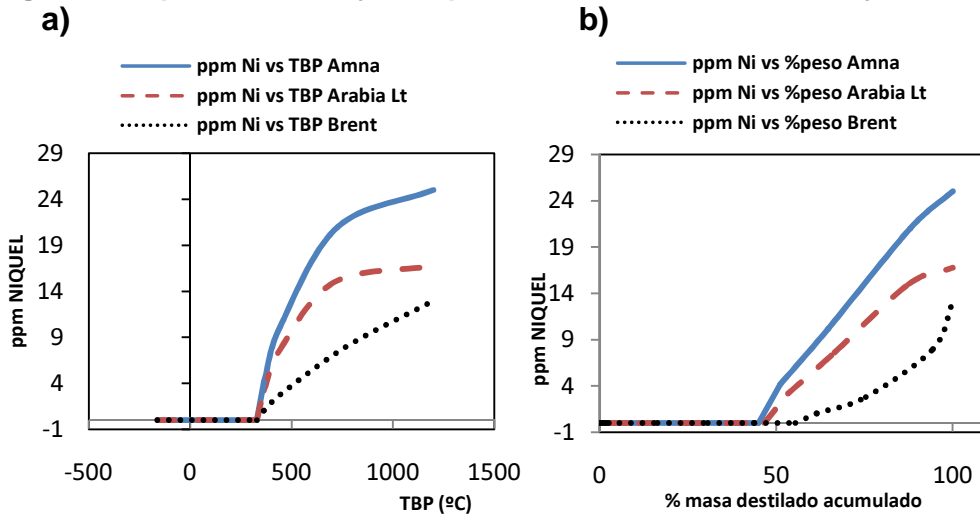 a)
ppm Ni vs TBP Amna
ppm Ni vs TBP Arabia Lt
ppm Ni vs TBP Brent
29
24
19
14
9
4
-1
ppm NIQUEL
-500
0
500
1000
1500
TBP (ºC)
b)
ppm Ni vs %peso Amna
ppm Ni vs %peso Arabia Lt
ppm Ni vs %peso Brent
29
24
19
14
9
4
-1
ppm NIQUEL
0
50
100
% masa destilado acumulado